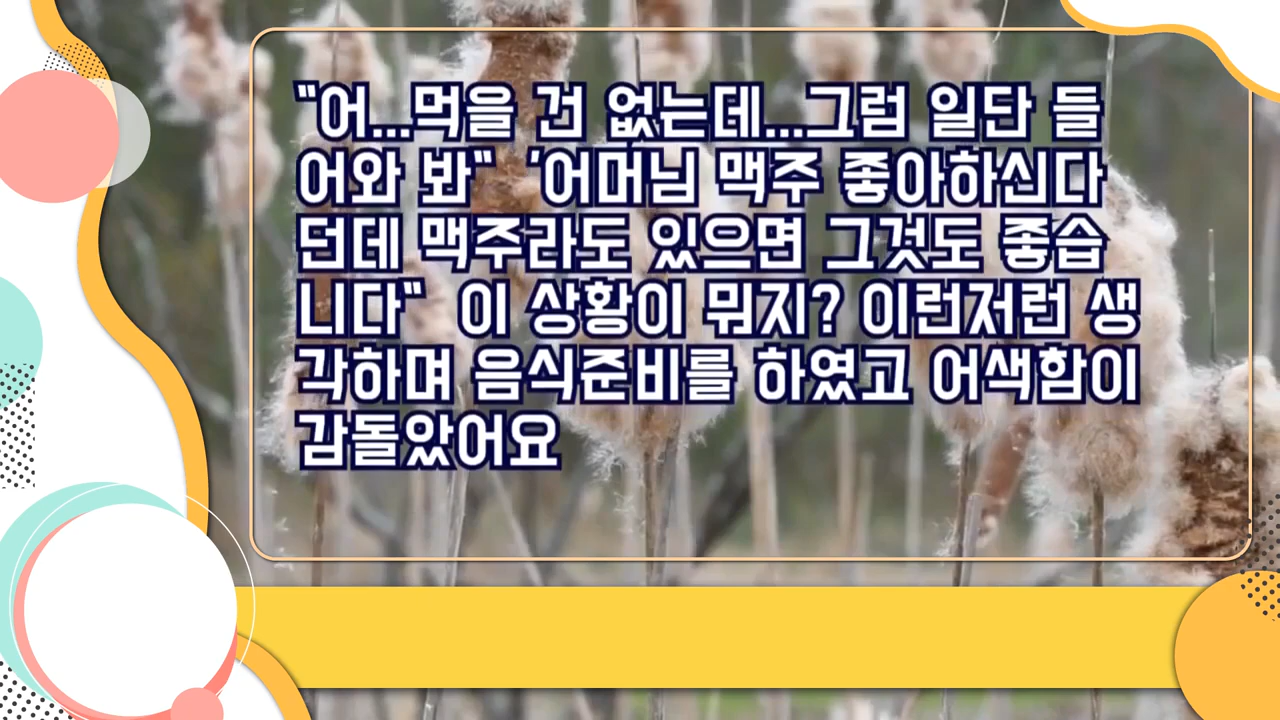 "어...먹을 건 없는데...그럼 일단 들
어와 봐" '어머님 맥주 좋아하신다
던데 맥주라도 있으면 그것도 좋습
니다" 이 상황이 뭐지? 이런저런 생
각하며 음식준비를 하였고 어색함이
감돌았어요